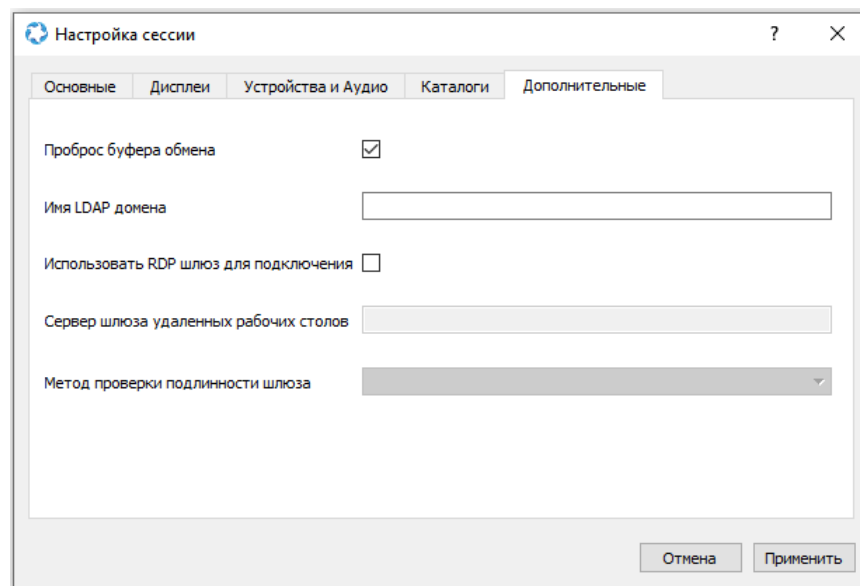 Настройка сессии
?
Основные Дисплеи Устройства и Аудио Каталоги Дополнительные
Проброс буфера обмена
Имя LDAP домена
Использовать RDP шлюз для подключения
Сервер шлюза удаленных рабочих столов
Метод проверки подлинности шлюза
Отмена Применить